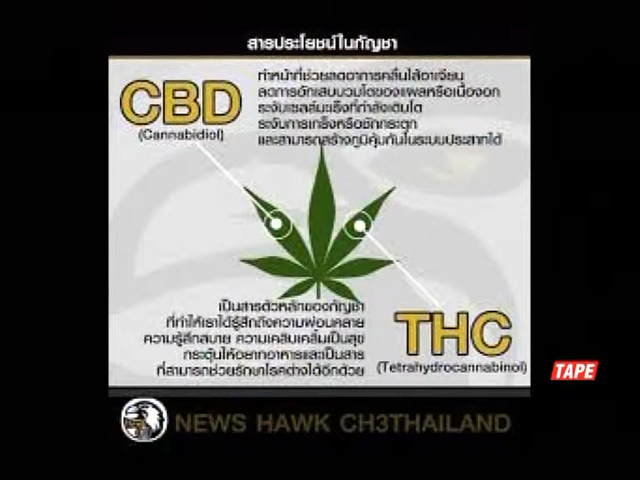 สารประโยชน์ในกัญชา
CBD
(Cannabidiol)
ทำหน้าที่ช่วยลดอาการคลื่นไส้อาเจียน
ลดการอักเสบบวมโตของแผลหรือเนื้องอก
ระงับเซลล์มะเร็งที่กำลังเติบโต
ระงับการเกร็งหรือชักกระตุก
และสามารถสร้างภูมิคุ้มกันในระบบประสาทได้
เป็นสารตัวหลักของกัญชา
ที่ทำให้เราได้รู้สึกถึงความผ่อนคลาย
ความรู้สึกสบาย ความเคลิบเคลิ้มเป็นสุข
กระตุ้นให้อยากอาหารและเป็นสาร
ที่สามารถช่วยรักษาโรคต่างได้อีกด้วย
THC
(Tetrahydrocannabinol)
TAPE
NEWS HAWK CH3THAILAND